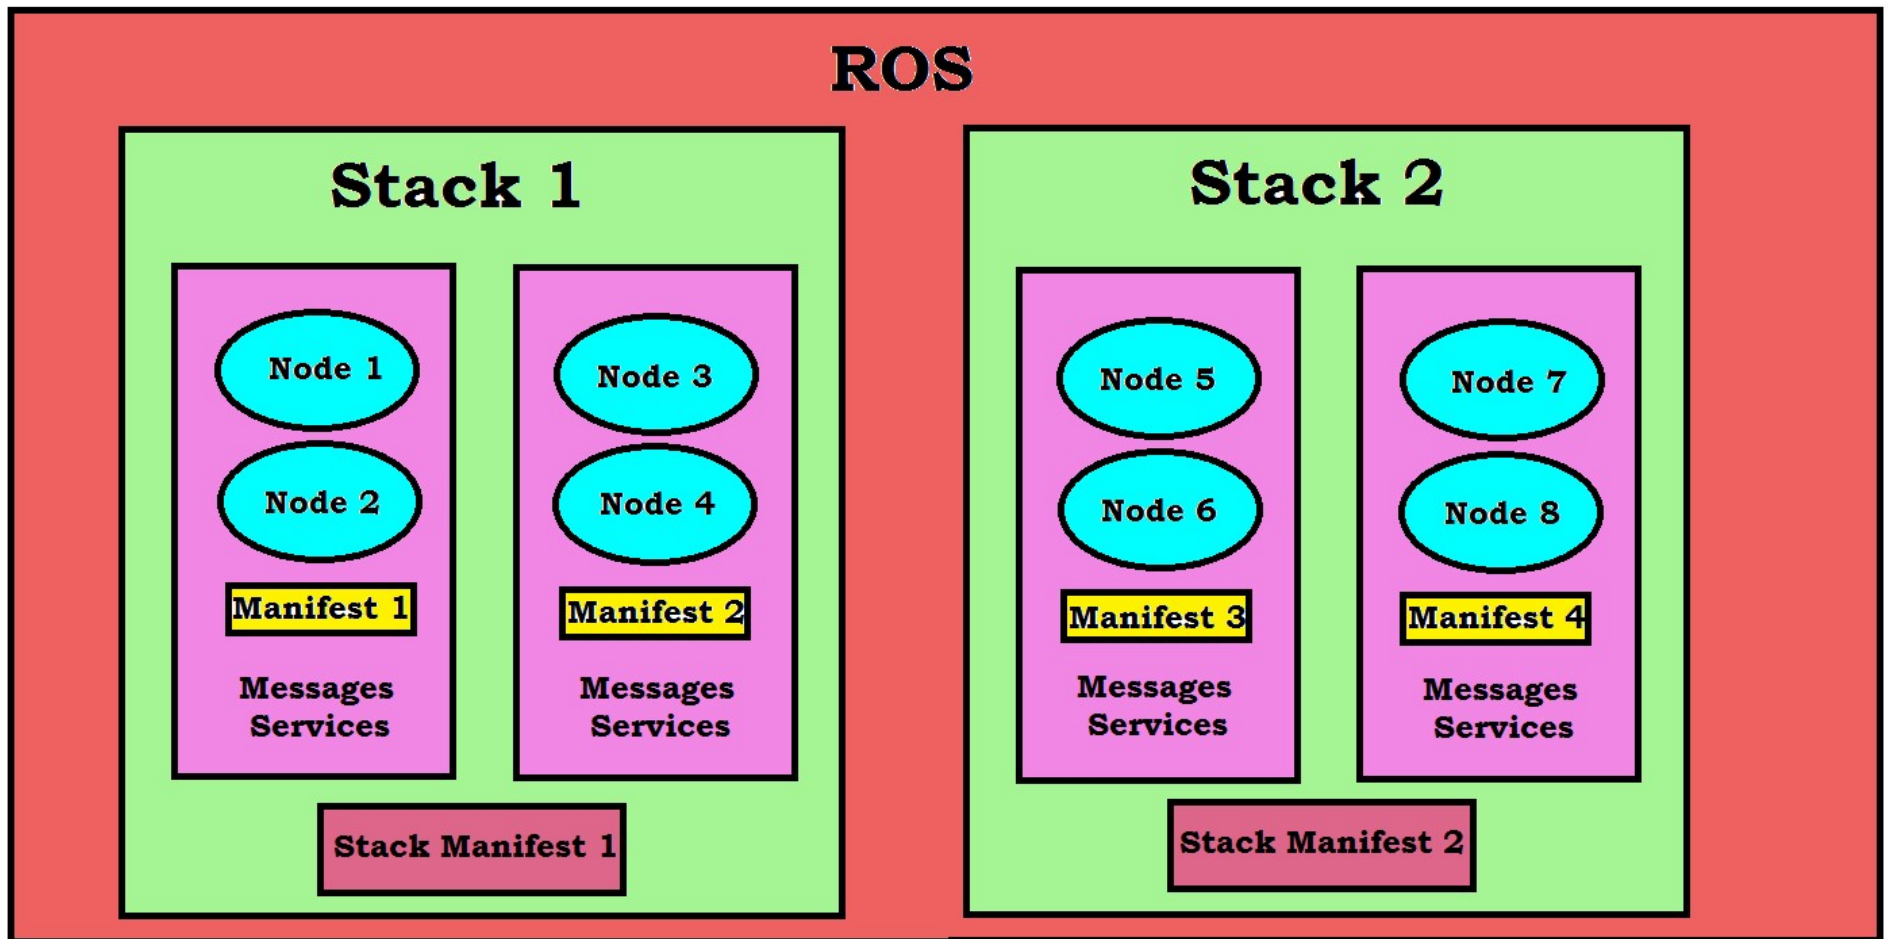 ROS
Stack 1
Node 1
Node 2
Manifest 1
Messages
Services
Node 3
Node 4
Manifest 2
Messages
Services
Stack Manifest 1
Stack 2
Node 5
Node 6
Manifest 3
Messages
Services
Node 7
Node 8
Manifest 4
Messages
Services
Stack Manifest 2